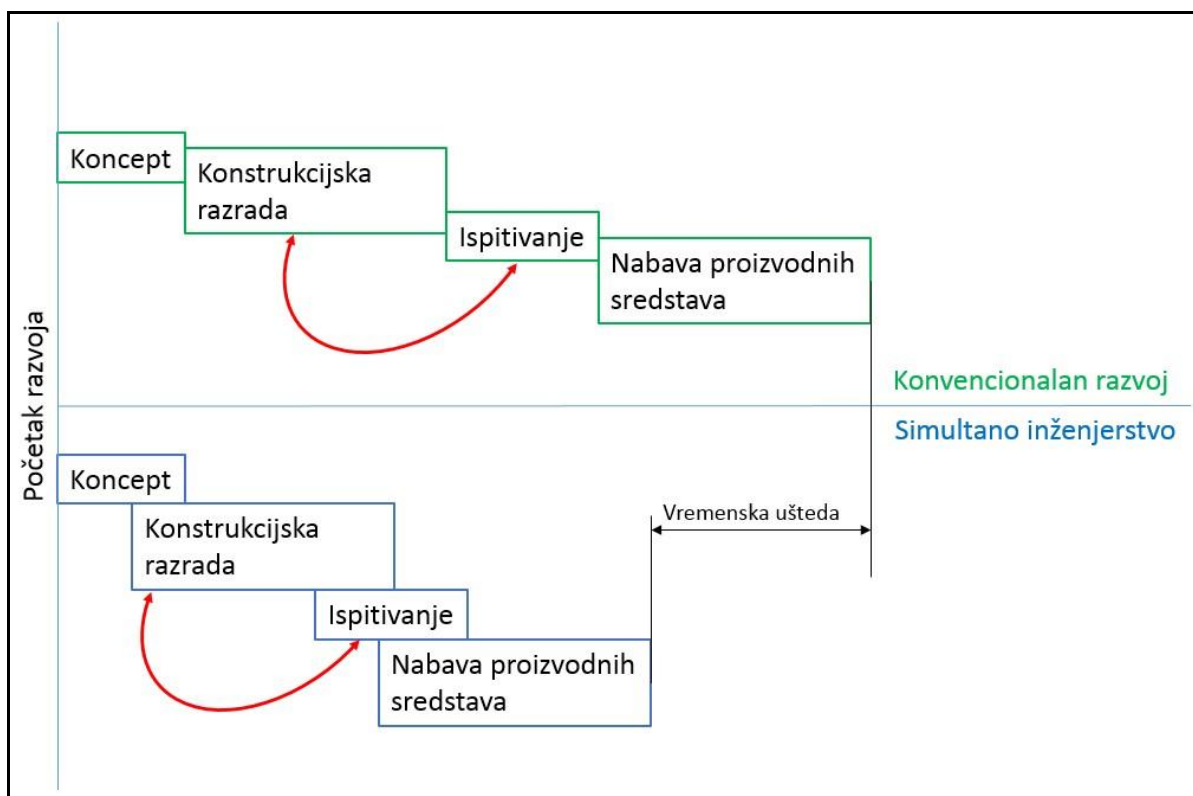 Početak razvoja
Koncept
Konstrukcijska
razrada
Ispitivanje
Nabava proizvodnih
sredstava
Konvencionalan razvoj
Simultano inženjerstvo
Koncept
Konstrukcijska
razrada
Vremenska ušteda
Ispitivanje
Nabava proizvodnih
sredstava